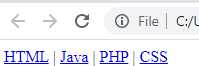 File | C:/U
HTML | Java | PHP | CSS